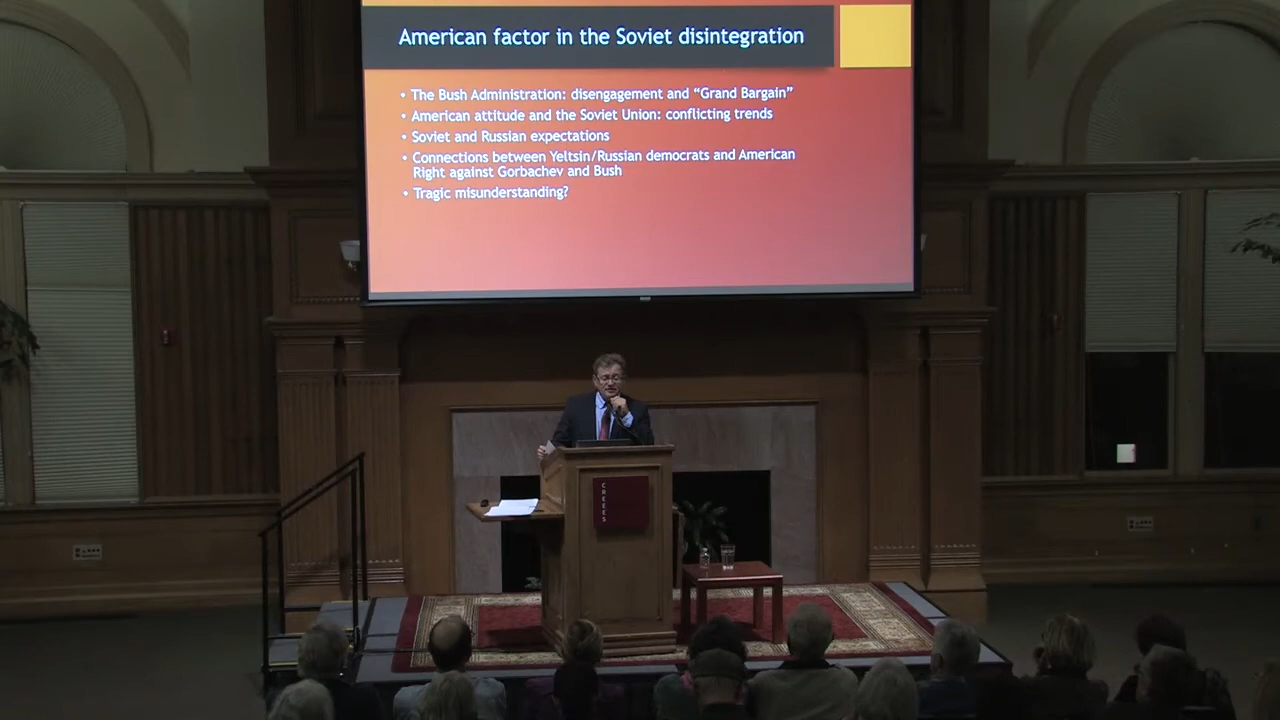 American factor in the Soviet disintegration
• The Bush Administration: disengagement and “Grand Bargain”
• American attitude and the Soviet Union: conflicting trends
• Soviet and Russian expectations
• Connections between Yeltsin/Russian democrats and American
Right against Gorbachev and Bush
• Tragic misunderstanding?
CREEES